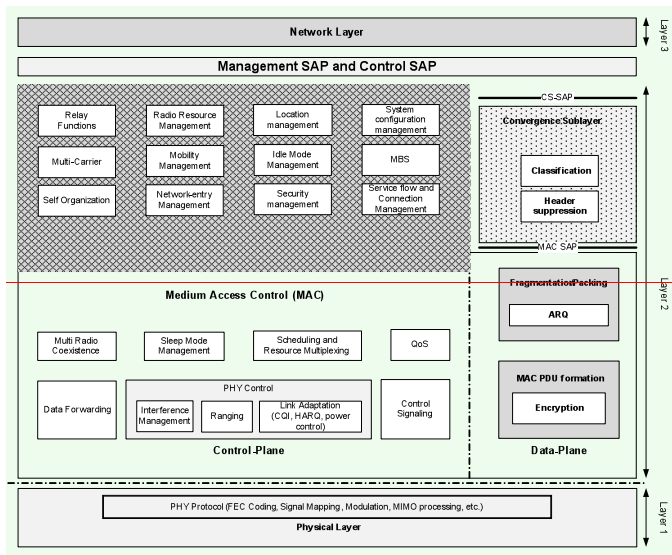 Network Layer
Layer 3
Management SAP and Control SAP
Relay
Functions
Radio Resource
Management
Location
management
System
configuration
management
Multi-Carrier
Mobility
Management
Idle Mode
Management
MBS
Self Organization
Network-entry
Management
Security
management
Service flow and
Connection
Management
CS-SAP
Convergence Sublayer
Classification
Header
suppression
MAC SAP
Layer 2
Medium Access Control (MAC)
Fragmentation/Packing
ARQ
Multi Radio
Coexistence
Sleep Mode
Management
Scheduling and
Resource Multiplexing
QoS
Data Forwarding
PHY Control
Interference
Management
Ranging
Link Adaptation
(CQI, HARQ, power
control)
Control
Signaling
MAC PDU formation
Encryption
Control-Plane
Data-Plane
PHY Protocol (FEC Coding, Signal Mapping, Modulation, MIMO processing, etc.)
Physical Layer
Layer 1